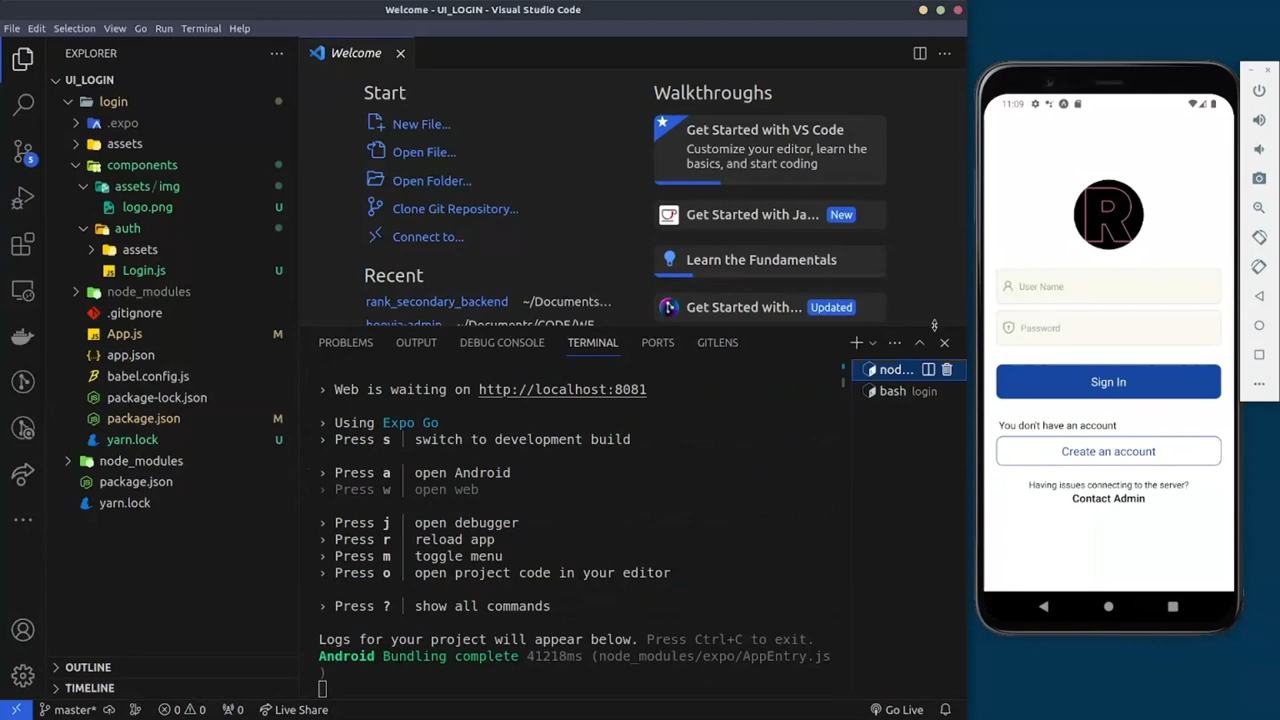 Welcome - UI_LOGIN - Visual Studio Code
File Edit Selection View Go Run Terminal Help
EXPLORER
UI_LOGIN
login
.expo
assets
components
assets/img
logo.png U
auth
assets
Login.js U
node_modules
.gitignore
App.js M
app.json
babel.config.js
package-lock.json
package.json M
yarn.lock U
node_modules
package.json
yarn.lock
OUTLINE
TIMELINE
5
Welcome
Start
New File...
Open File...
Open Folder...
Clone Git Repository...
Connect to...
Recent
rank_secondary_backend ~/Documents...
Walkthroughs
Get Started with VS Code
Customize your editor, learn the
basics, and start coding
Get Started with Ja... New
Learn the Fundamentals
Get Started with... Updated
PROBLEMS OUTPUT DEBUG CONSOLE TERMINAL PORTS GITLENS
› Web is waiting on http://localhost:8081
› Using Expo Go
› Press s │ switch to development build
› Press a │ open Android
› Press w │ open web
› Press j │ open debugger
› Press r │ reload app
› Press m │ toggle menu
› Press o │ open project code in your editor
› Press ? │ show all commands
Logs for your project will appear below. Press Ctrl+C to exit.
Android Bundling complete 41218ms (node_modules/expo/AppEntry.js
)
nod...
bash login
master* 0 0 0 Live Share Go Live
11:09
R
User Name
Password
Sign In
You don't have an account
Create an account
Having issues connecting to the server?
Contact Admin